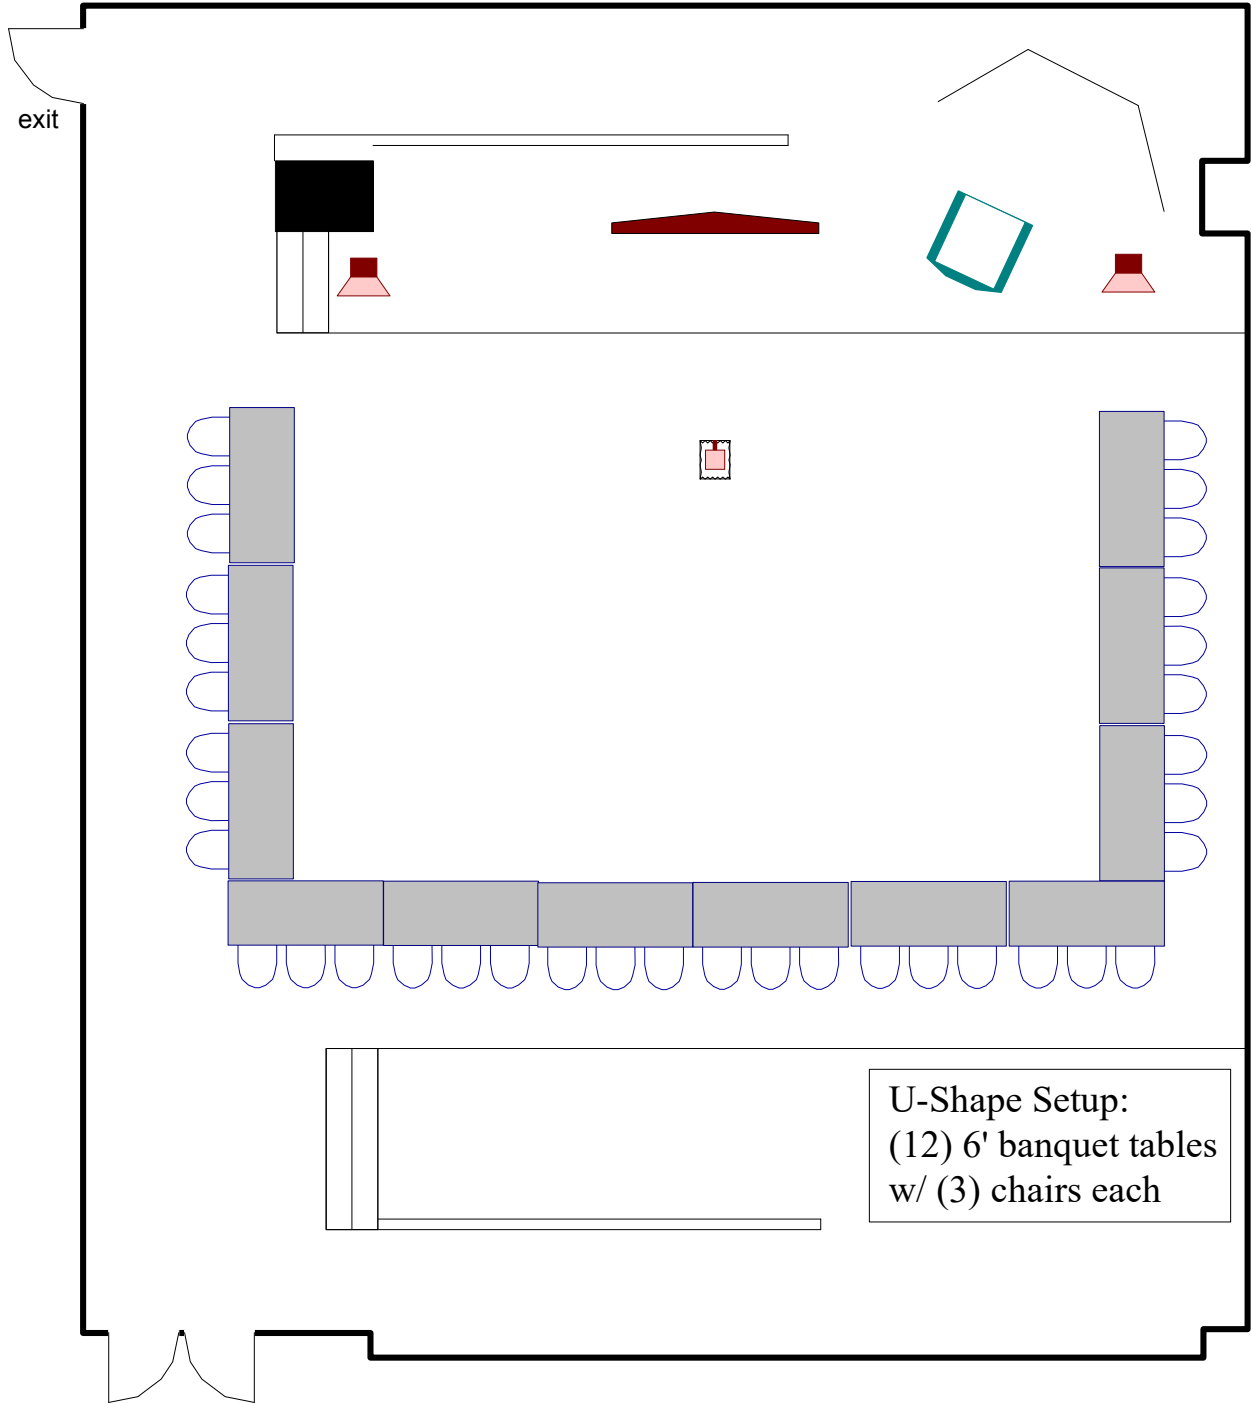 exit
U-Shape Setup:
(12) 6' banquet tables
w/ (3) chairs each